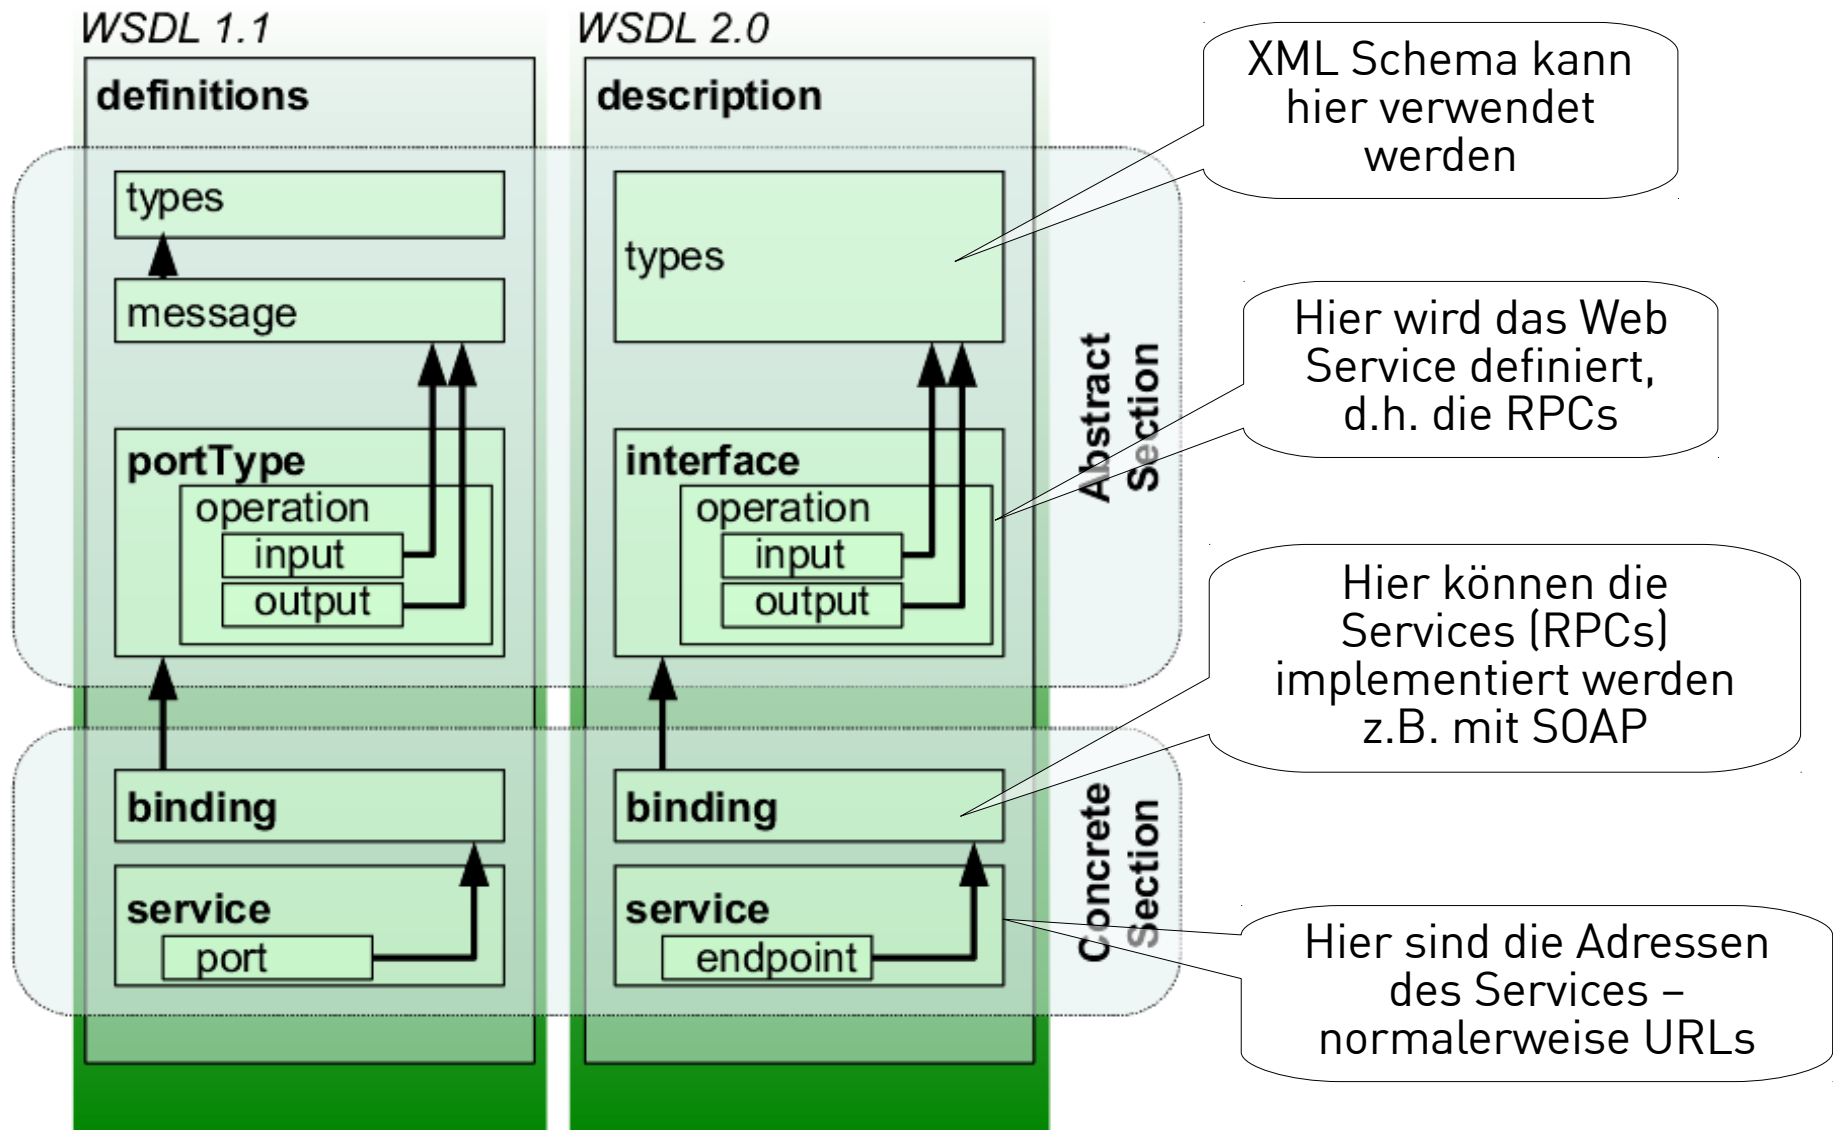 WSDL 1.1
definitions
types
message
portType
operation
input
output
binding
service
port
WSDL 2.0
description
types
interface
operation
input
output
binding
service
endpoint
Abstract
Section
Concrete
Section
XML Schema kann
hier verwendet
werden
Hier wird das Web
Service definiert,
d.h. die RPCs
Hier können die
Services (RPCs)
implementiert werden
z.B. mit SOAP
Hier sind die Adressen
des Services –
normalerweise URLs